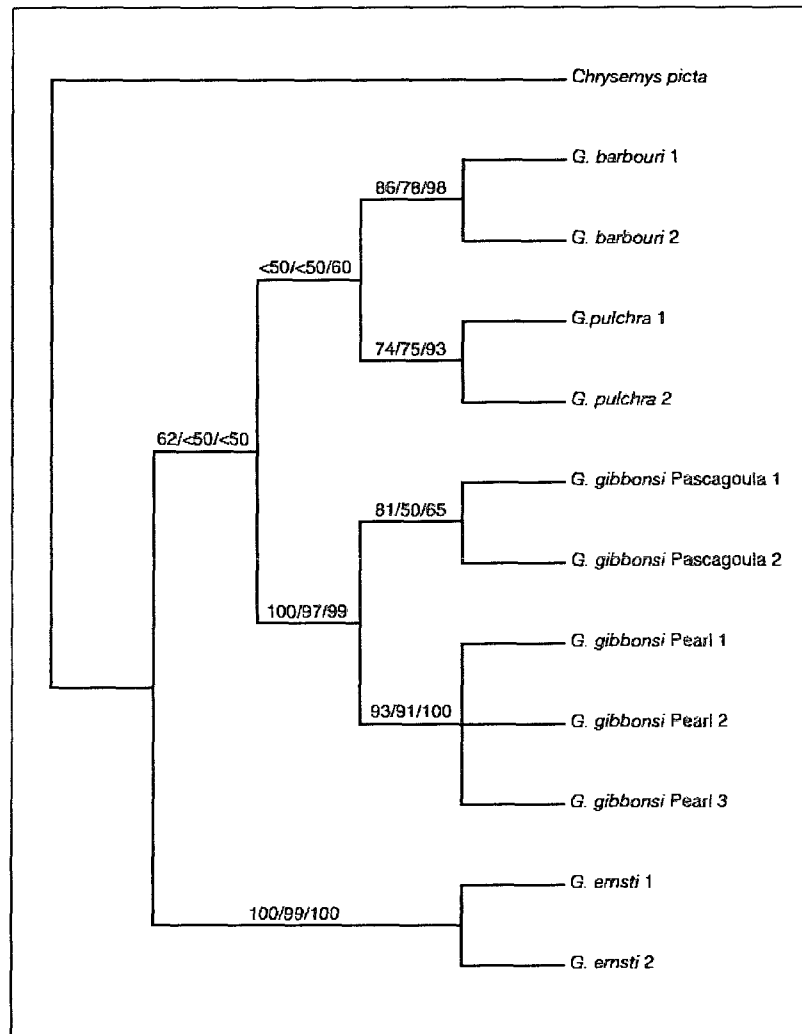 Chrysemys picta
G. barbouri 1
86/78/98
G. barbouri 2
<50/<50/60
G.pulchra 1
74/75/93
G. pulchra 2
62/<50/<50
G. gibbonsi Pascagoula 1
81/50/65
G. gibbonsi Pascagoula 2
100/97/99
G. gibbonsi Pearl 1
93/91/100
G. gibbonsi Pearl 2
G. gibbonsi Pearl 3
G. ernsti 1
100/99/100
G. ernsti 2